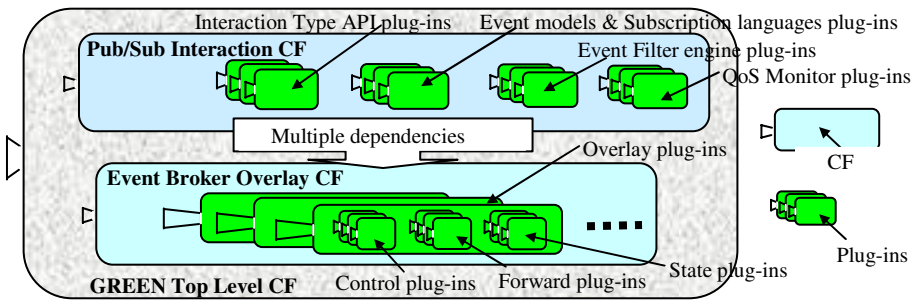 Interaction Type API plug-ins
Event models & Subscription languages plug-ins
Pub/Sub Interaction CF
Event Filter engine plug-ins
QoS Monitor plug-ins
Multiple dependencies
Overlay plug-ins
CF
Event Broker Overlay CF
Plug-ins
State plug-ins
Control plug-ins
Forward plug-ins
GREEN Top Level CF